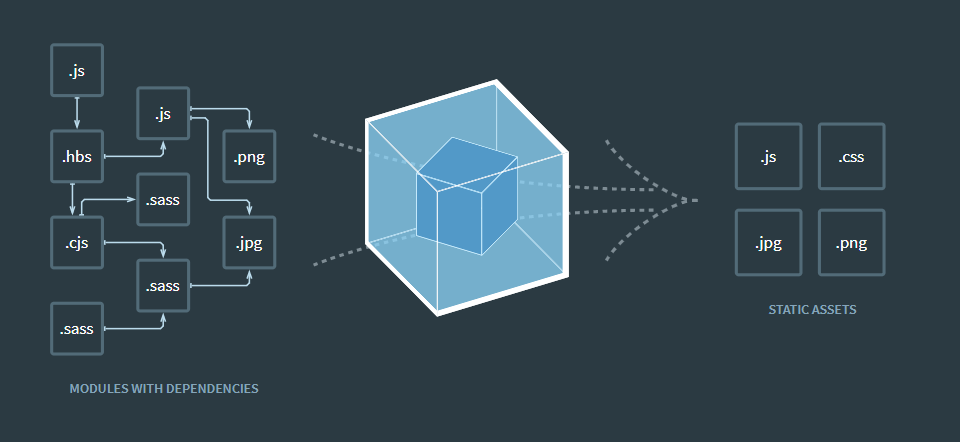 .js
.js
.hbs
.png
.sass
.cjs
.jpg
.sass
.sass
MODULES WITH DEPENDENCIES
.js
.css
.jpg
.png
STATIC ASSETS